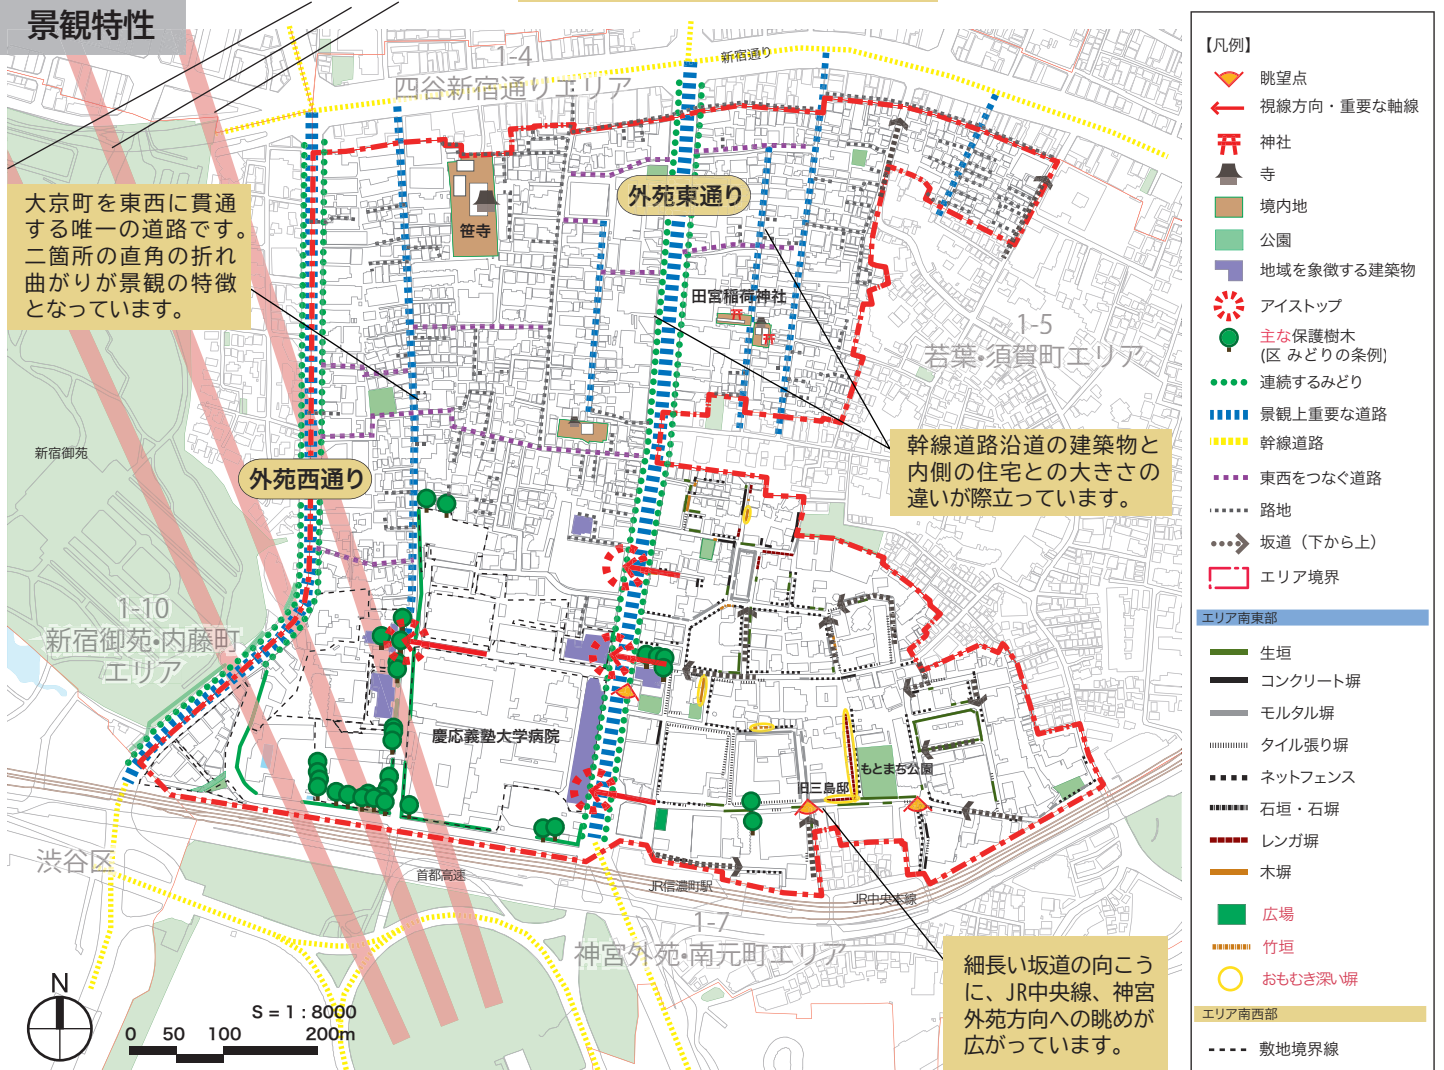 景観特性
1-4
四谷新宿通りエリア
新宿通り
大京町を東西に貫通
する唯一の道路です。
二箇所の直角の折れ
曲がりが景観の特徴
となっています。
笹寺
外苑東通り
田宮稲荷神社
1-5
若葉・須賀町エリア
新宿御苑
外苑西通り
幹線道路沿道の建築物と
内側の住宅との大きさの
違いが際立っています。
1-10
新宿御苑・内藤町
エリア
慶応義塾大学病院
もとまち公園
旧三島邸
渋谷区
首都高速
JR信濃町駅
JR中央本線
1-7
神宮外苑・南元町エリア
細長い坂道の向こう
に、JR中央線、神宮
外苑方向への眺めが
広がっています。
N
S = 1 : 8000
0 50 100 200m
【凡例】
眺望点
視線方向・重要な軸線
神社
寺
境内地
公園
地域を象徴する建築物
アイストップ
主な保護樹木
(区 みどりの条例)
連続するみどり
景観上重要な道路
幹線道路
東西をつなぐ道路
路地
坂道（下から上）
エリア境界
エリア南東部
生垣
コンクリート塀
モルタル塀
タイル張り塀
ネットフェンス
石垣・石塀
レンガ塀
木塀
広場
竹垣
おもむき深い塀
エリア南西部
敷地境界線